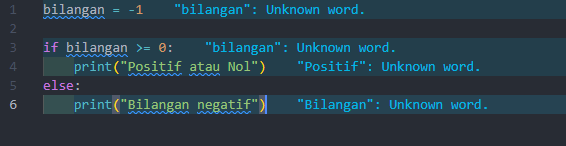 1 bilangan = -1 "bilangan": Unknown word.
2
3 if bilangan >= 0: "bilangan": Unknown word.
4 print("Positif atau Nol") "Positif": Unknown word.
5 else:
6 print("Bilangan negatif") "Bilangan": Unknown word.